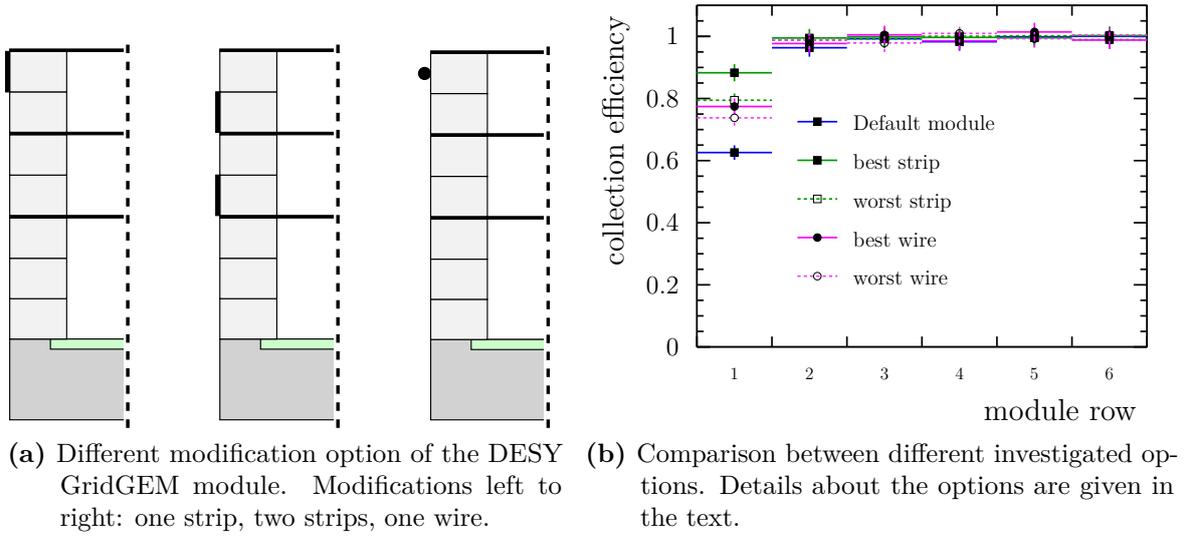 collection efficiency
1
0.8
0.6
0.4
0.2
0
Default module
best strip
worst strip
best wire
worst wire
1 2 3 4 5 6
module row
(a) Different modification option of the DESY
GridGEM module. Modifications left to
right: one strip, two strips, one wire.
(b) Comparison between different investigated op-
tions. Details about the options are given in
the text.